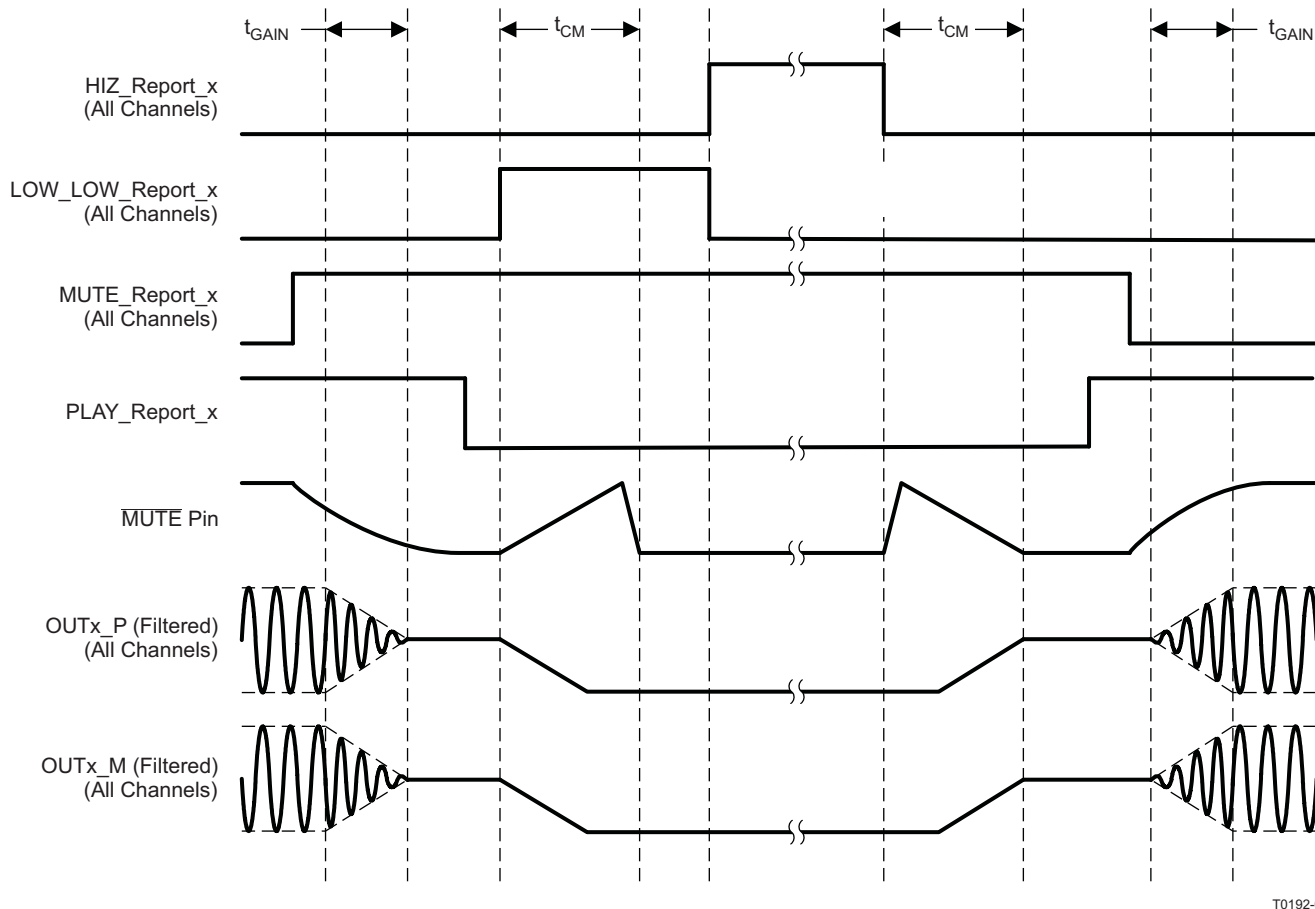 tGAIN
tCM
tCM
tGAIN
HIZ_Report_x
(All Channels)
LOW_LOW_Report_x
(All Channels)
MUTE_Report_x
(All Channels)
PLAY_Report_x
MUTE Pin
OUTx_P (Filtered)
(All Channels)
OUTx_M (Filtered)
(All Channels)